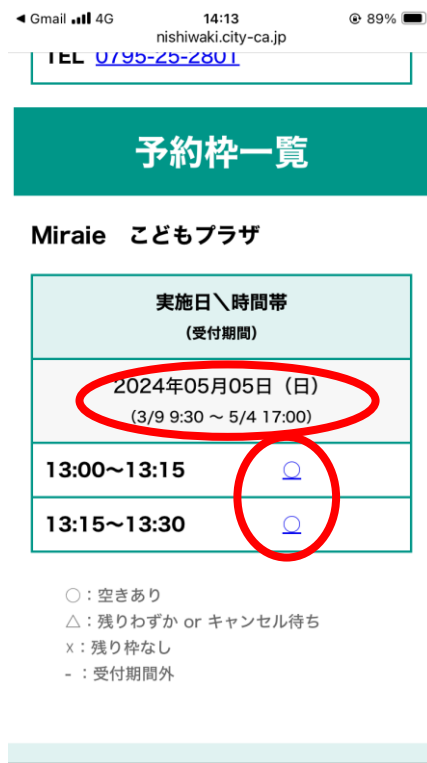 ◀ Gmail 4G 14:13 89%
nishiwaki.city-ca.jp
TEL 0795-25-2801
予約枠一覧
Miraie　こどもプラザ
実施日＼時間帯
(受付期間)
2024年05月05日（日）
(3/9 9:30 ～ 5/4 17:00)
13:00～13:15 ○
13:15～13:30 ○
○：空きあり
△：残りわずか or キャンセル待ち
☓：残り枠なし
-：受付期間外